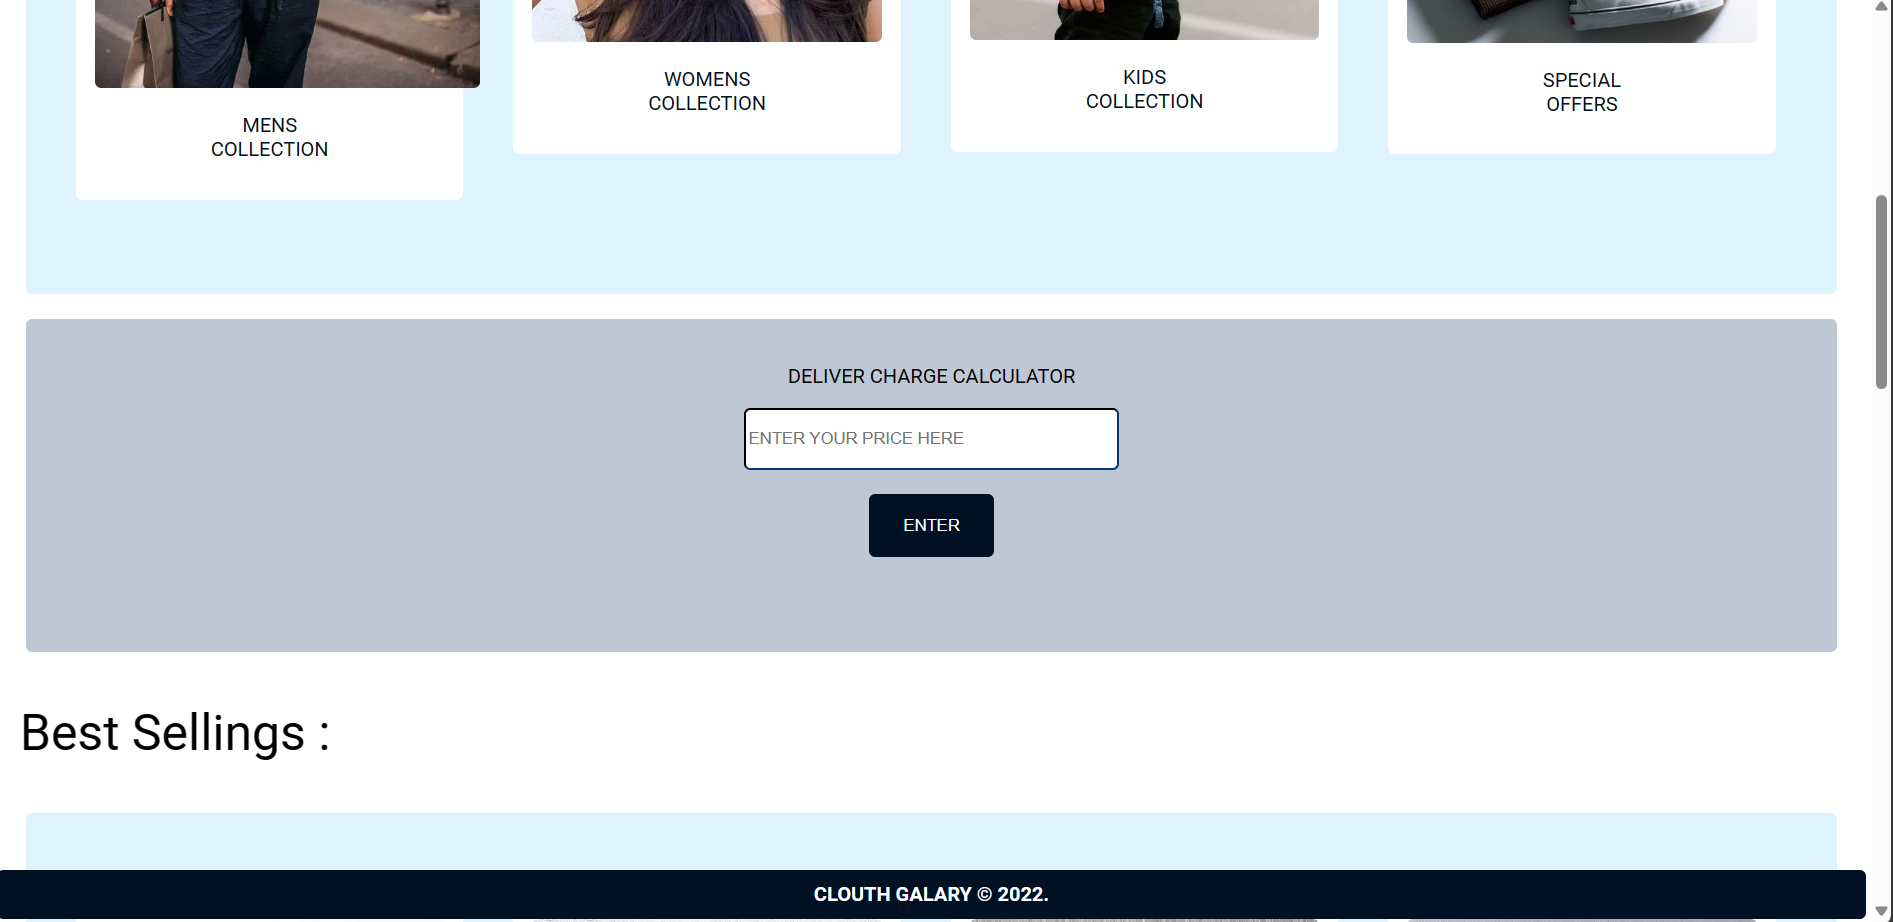 MENS
COLLECTION
WOMENS
COLLECTION
KIDS
COLLECTION
SPECIAL
OFFERS
DELIVER CHARGE CALCULATOR
ENTER YOUR PRICE HERE
ENTER
Best Sellings :
CLOUTH GALARY © 2022.